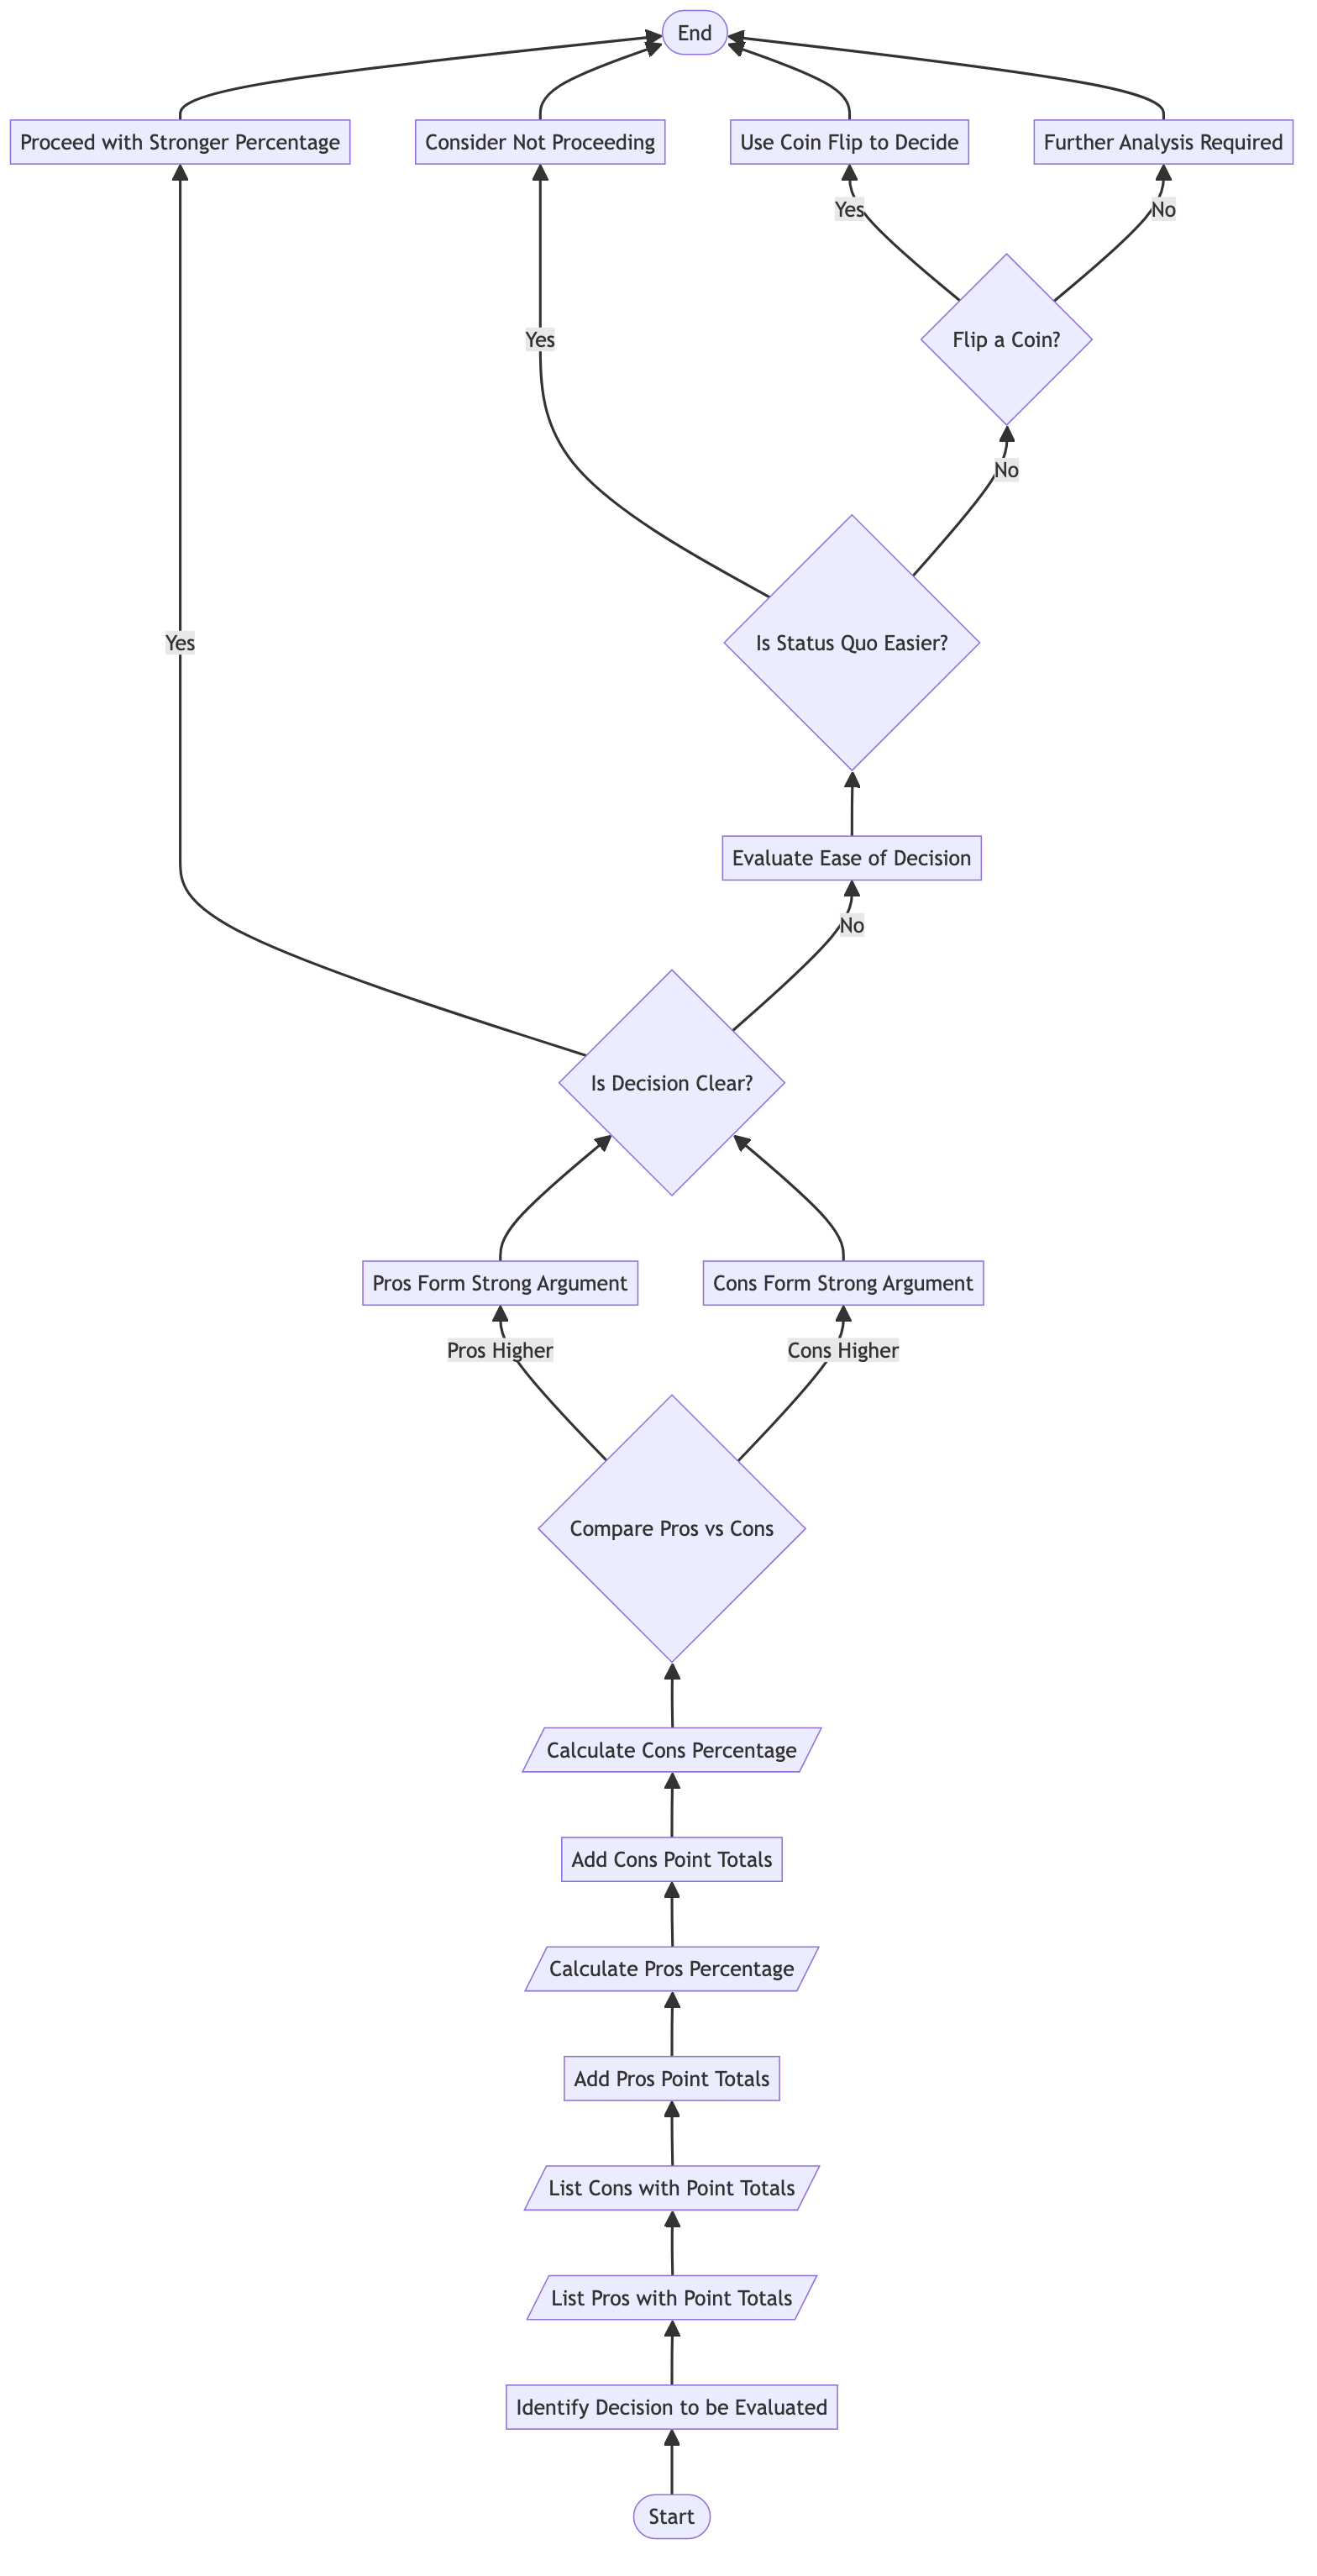 End
Proceed with Stronger Percentage
Consider Not Proceeding
Use Coin Flip to Decide
Further Analysis Required
Yes
No
Yes
Flip a Coin?
No
Yes
Is Status Quo Easier?
Evaluate Ease of Decision
No
Is Decision Clear?
Pros Form Strong Argument
Cons Form Strong Argument
Pros Higher
Cons Higher
Compare Pros vs Cons
Calculate Cons Percentage
Add Cons Point Totals
Calculate Pros Percentage
Add Pros Point Totals
List Cons with Point Totals
List Pros with Point Totals
Identify Decision to be Evaluated
Start